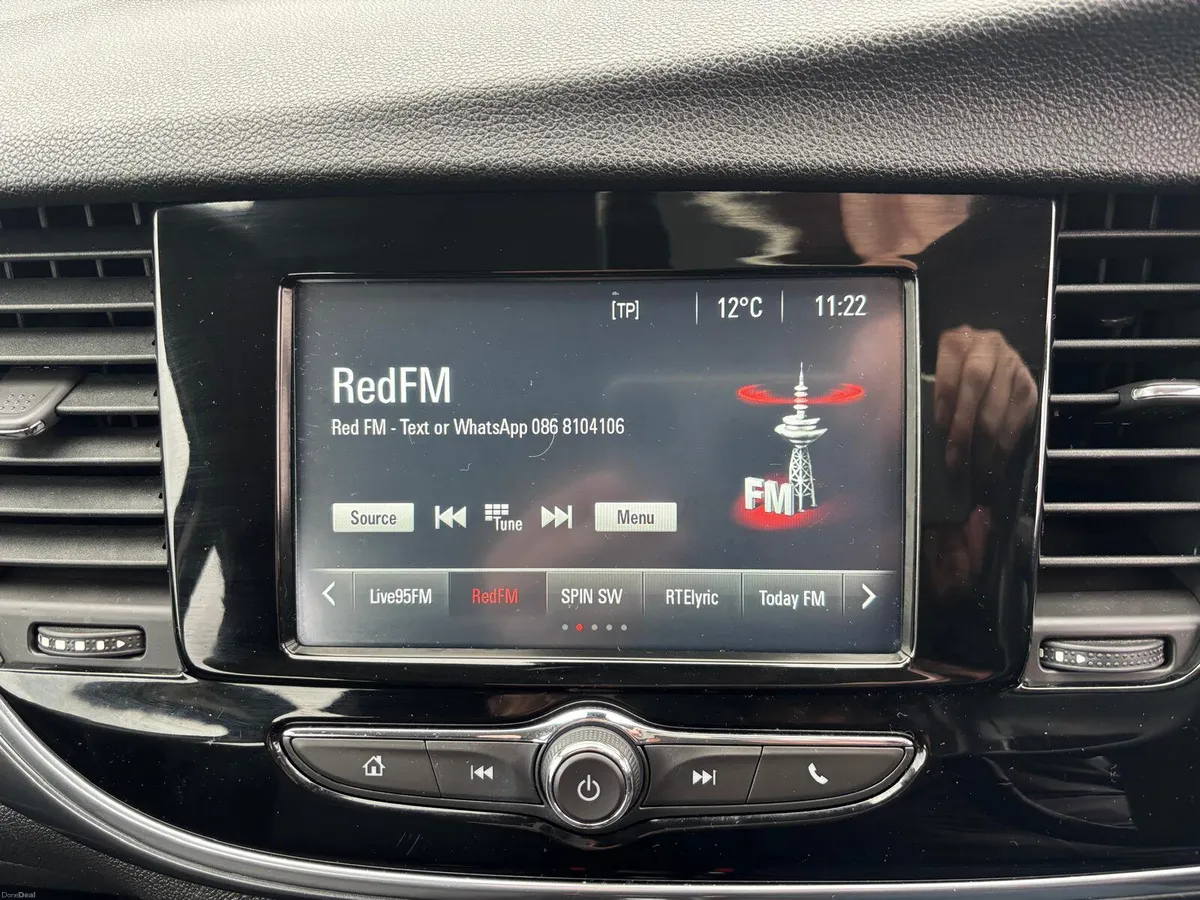 [TP] 12°C 11:22
RedFM
Red FM - Text or WhatsApp 086 8104106
FM
Source Tune Menu
Live95FM RedFM SPIN SW RTElyric Today FM
DoneDeal